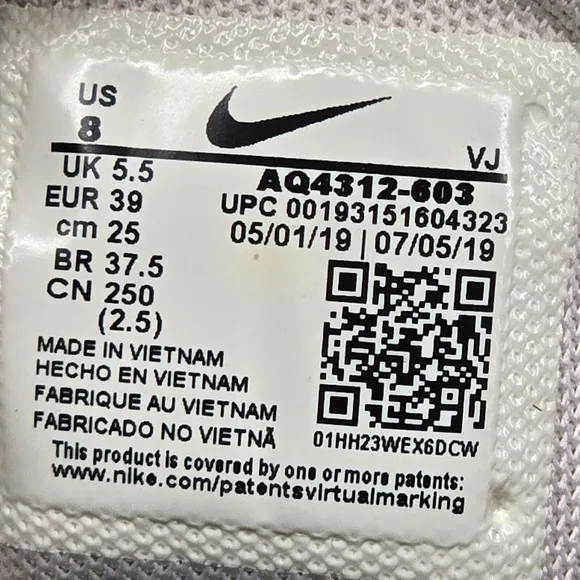 US
8
VJ
UK 5.5
AQ4312-603
EUR 39
UPC 00193151604323
cm 25
05/01/19 | 07/05/19
BR 37.5
CN 250
(2.5)
MADE IN VIETNAM
HECHO EN VIETNAM
FABRIQUE AU VIETNAM
FABRICADO NO VIETNÃ
01HH23WEX6DCW
This product is covered by one or more patents:
www.nike.com/patentsvirtualmarking